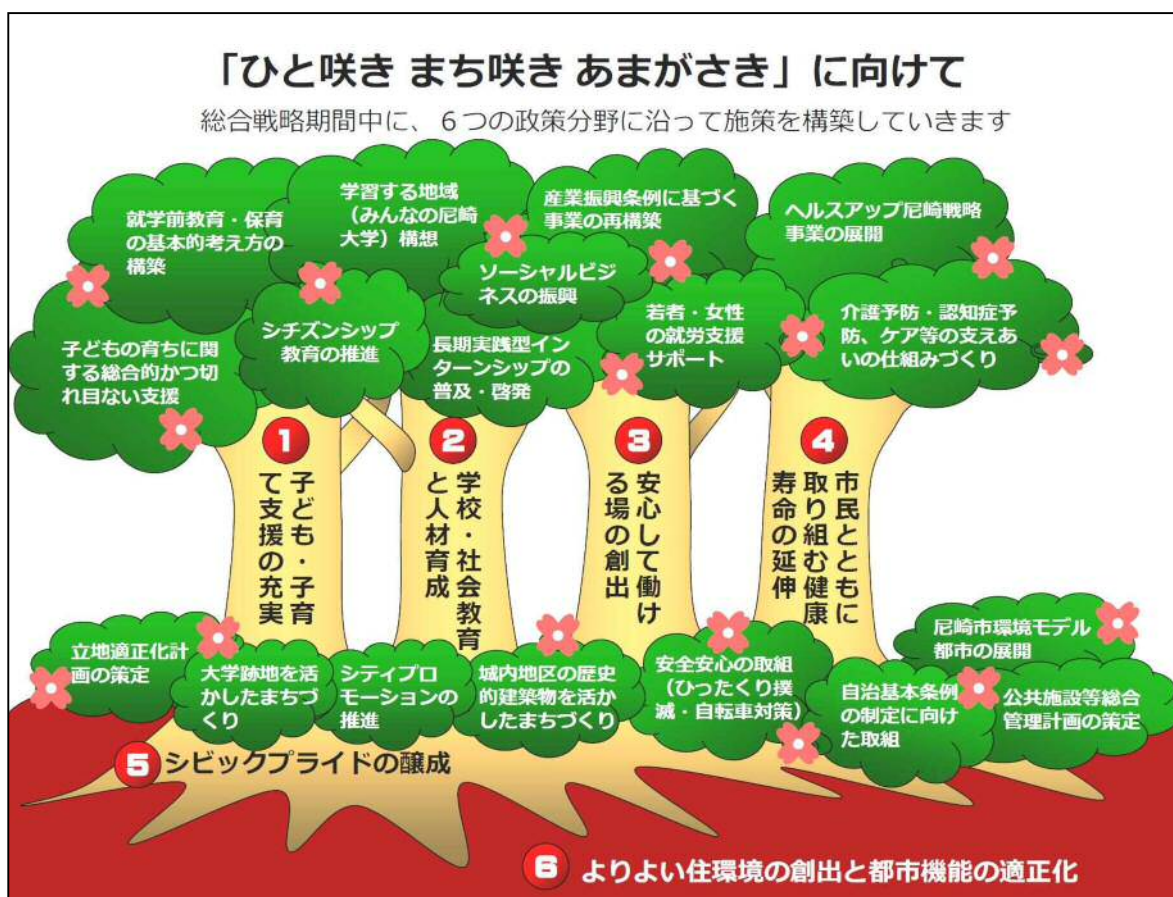 「ひと咲き まち咲き あまがさき」に向けて
総合戦略期間中に、６つの政策分野に沿って施策を構築していきます
就学前教育・保育
の基本的考え方の
構築
学習する地域
（みんなの尼崎
大学）構想
産業振興条例に基づく
事業の再構築
ヘルスアップ尼崎戦略
事業の展開
ソーシャルビジ
ネスの振興
子どもの育ちに関
する総合的かつ切
れ目ない支援
シチズンシップ
教育の推進
長期実践型イン
ターンシップの
普及・啓発
若者・女性
の就労支援
サポート
介護予防・認知症予
防、ケア等の支えあ
いの仕組みづくり
1
子ども・子育
て支援の充実
2
学校・社会教育
と人材育成
3
安心して働け
る場の創出
4
市民とともに
取り組む健康
寿命の延伸
立地適正化計
画の策定
大学跡地を活
かしたまちづ
くり
シティプロ
モーションの
推進
城内地区の歴史
的建築物を活か
したまちづくり
安全安心の取組
（ひったくり撲
滅・自転車対策）
自治基本条例
の制定に向け
た取組
尼崎市環境モデル
都市の展開
公共施設等総合
管理計画の策定
5 シビックプライドの醸成
6 よりよい住環境の創出と都市機能の適正化